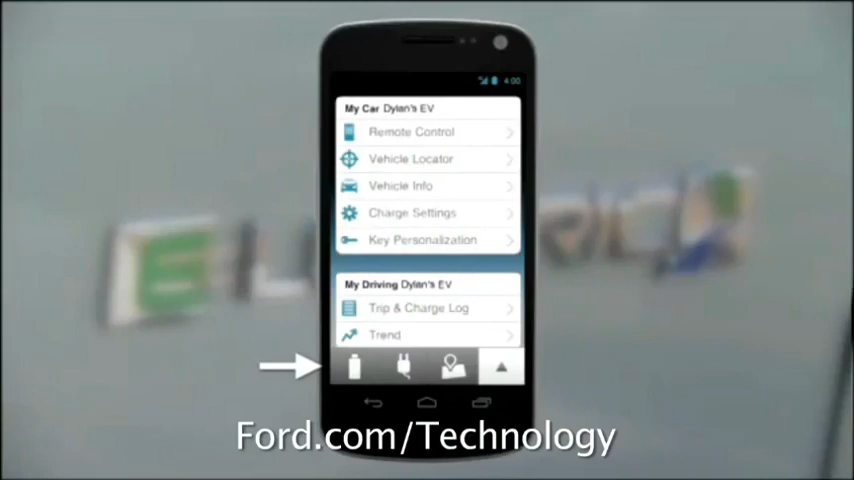 4:00
My Car Dylan's EV
Remote Control
Vehicle Locator
Vehicle Info
Charge Settings
Key Personalization
My Driving Dylan's EV
Trip & Charge Log
Trend
Ford.com/Technology